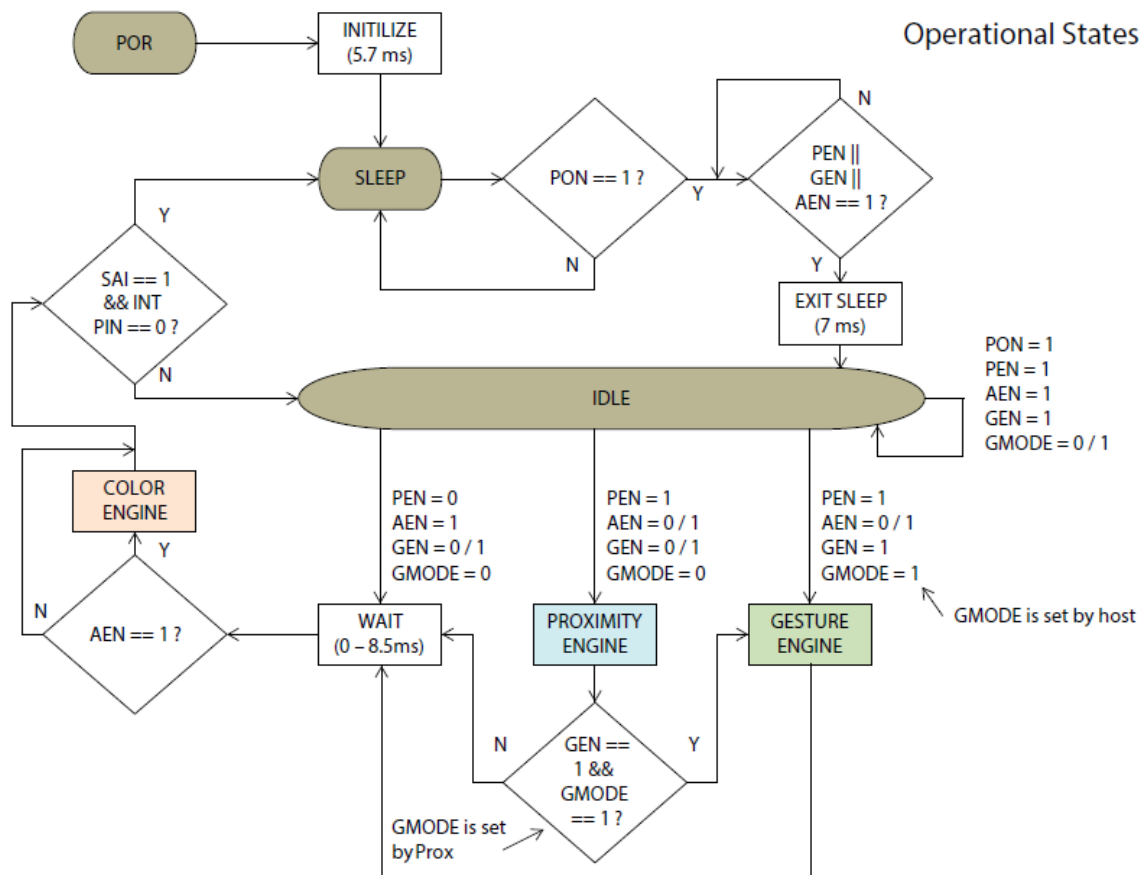 Operational States
POR
INITILIZE
(5.7 ms)
SLEEP
PON == 1 ?
Y
N
N
PEN ||
GEN ||
AEN == 1 ?
Y
EXIT SLEEP
(7 ms)
Y
SAI == 1
&& INT
PIN == 0 ?
N
IDLE
PON = 1
PEN = 1
AEN = 1
GEN = 1
GMODE = 0 / 1
COLOR
ENGINE
Y
N
AEN == 1 ?
PEN = 0
AEN = 1
GEN = 0 / 1
GMODE = 0
WAIT
(0 – 8.5ms)
PEN = 1
AEN = 0 / 1
GEN = 0 / 1
GMODE = 0
PROXIMITY
ENGINE
PEN = 1
AEN = 0 / 1
GEN = 1
GMODE = 1
GMODE is set by host
GESTURE
ENGINE
N
GEN ==
1 &&
GMODE
== 1 ?
Y
GMODE is set
by Prox